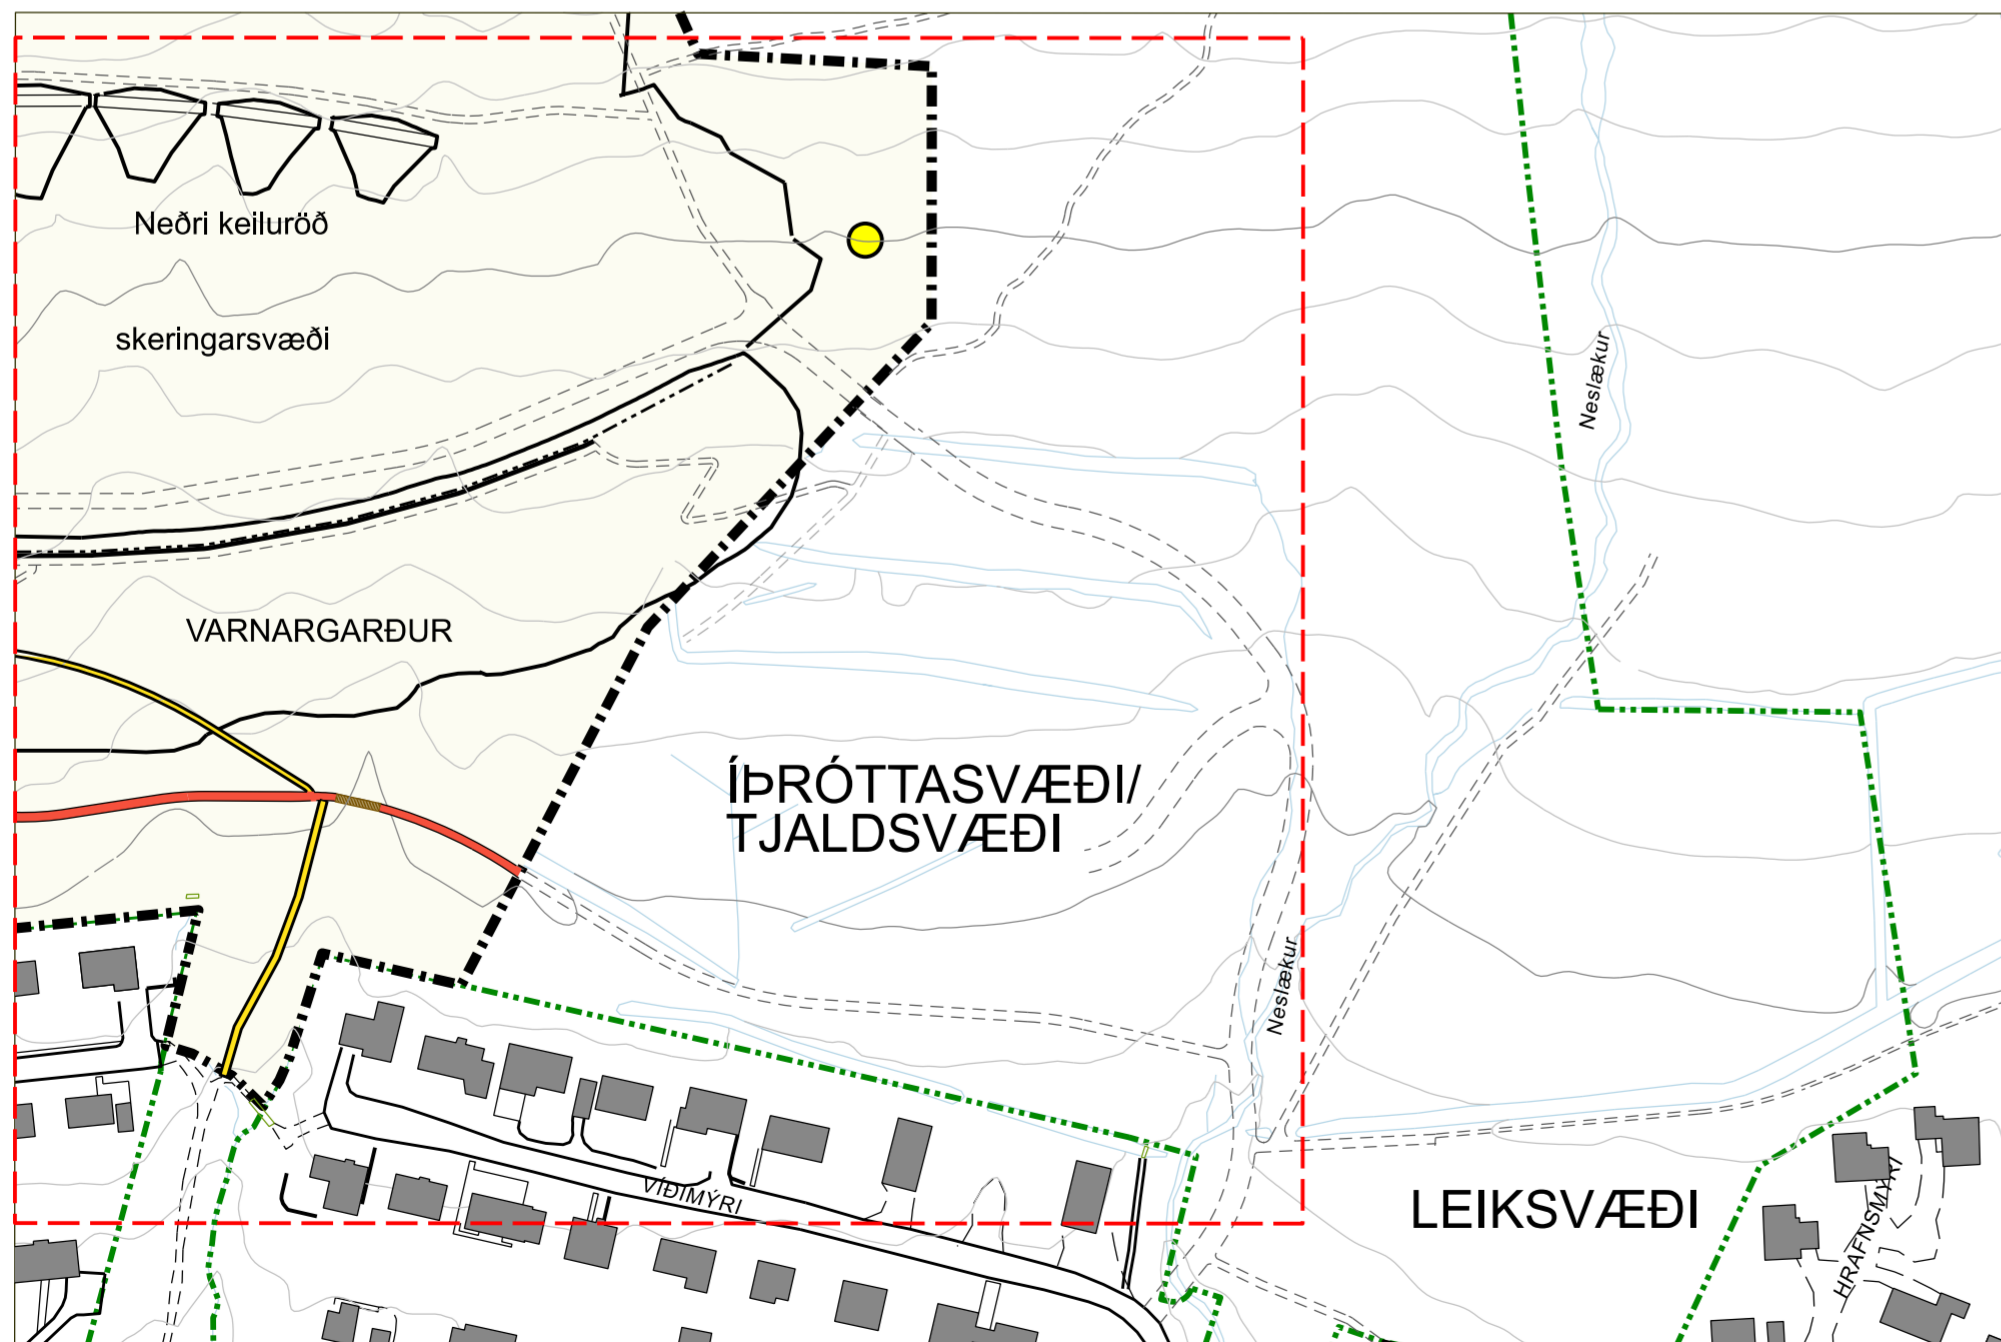 Neðri keiluröð
skeringarsvæði
Neslækur
VARNARGARÐUR
ÍÞRÓTTASVÆÐI/
TJALDSVÆÐI
Neslækur
VÍÐIMÝRI
LEIKSVÆÐI
HRAFNSMÝRI